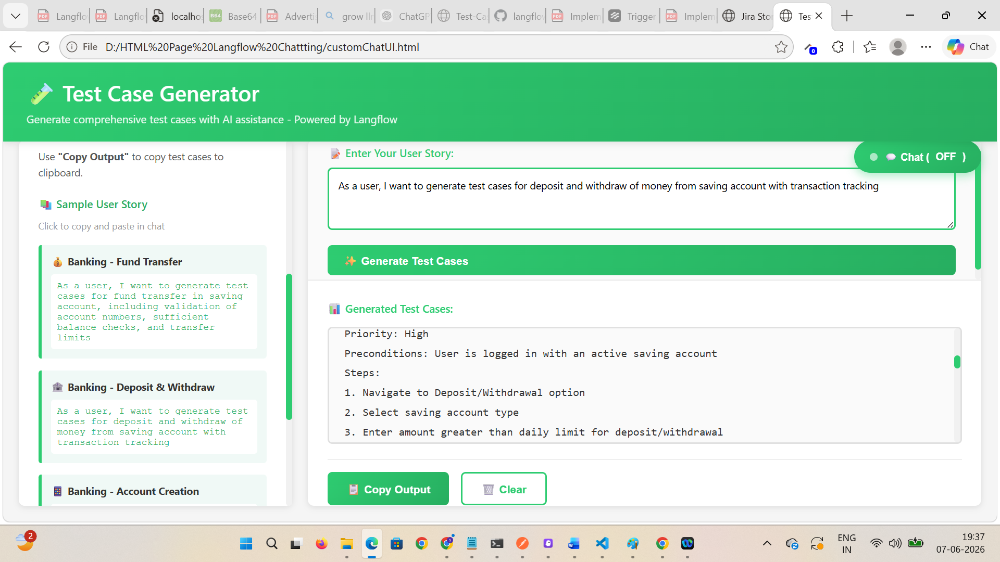 Langflo
Langflo
localho
B64
Base64
Adverti
grow llm
ChatGP
Test-Ca
langflow
Implem
Trigger
Implem
Jira Sto
Tes
File D:/HTML%20Page%20Langflow%20Chattting/customChatUI.html
0
Chat
Test Case Generator
Generate comprehensive test cases with AI assistance - Powered by Langflow
Use "Copy Output" to copy test cases to
clipboard.
Sample User Story
Click to copy and paste in chat
Banking - Fund Transfer
As a user, I want to generate test
cases for fund transfer in saving
account, including validation of
account numbers, sufficient
balance checks, and transfer
limits
Banking - Deposit & Withdraw
As a user, I want to generate test
cases for deposit and withdraw of
money from saving account with
transaction tracking
Banking - Account Creation
Enter Your User Story:
Chat ( OFF )
As a user, I want to generate test cases for deposit and withdraw of money from saving account with transaction tracking
Generate Test Cases
Generated Test Cases:
Priority: High
Preconditions: User is logged in with an active saving account
Steps:
1. Navigate to Deposit/Withdrawal option
2. Select saving account type
3. Enter amount greater than daily limit for deposit/withdrawal
Copy Output
Clear
2
ENG
IN
19:37
07-06-2026